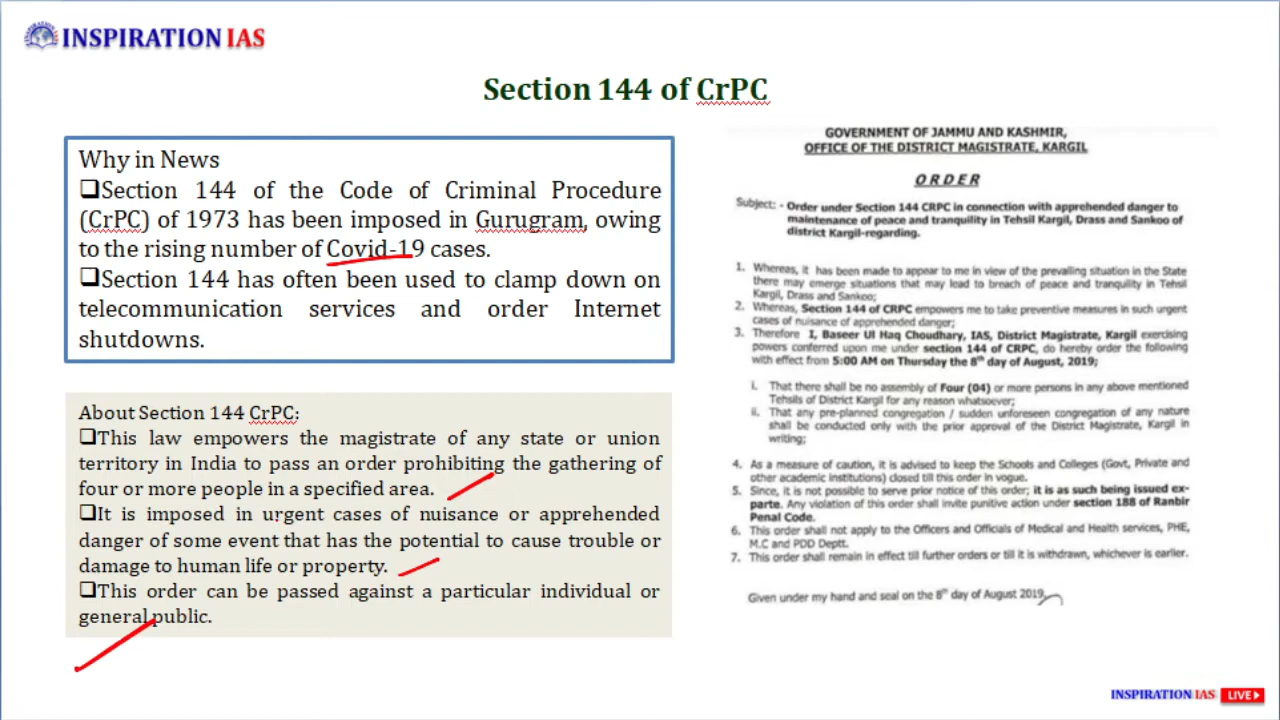 INSPIRATION IAS
Section 144 of CrPC
Why in News
❑Section 144 of the Code of Criminal Procedure
(CrPC) of 1973 has been imposed in Gurugram, owing
to the rising number of Covid-19 cases.
❑Section 144 has often been used to clamp down on
telecommunication services and order Internet
shutdowns.
About Section 144 CrPC:
❑This law empowers the magistrate of any state or union
territory in India to pass an order prohibiting the gathering of
four or more people in a specified area.
❑It is imposed in urgent cases of nuisance or apprehended
danger of some event that has the potential to cause trouble or
damage to human life or property.
❑This order can be passed against a particular individual or
general public.
GOVERNMENT OF JAMMU AND KASHMIR,
OFFICE OF THE DISTRICT MAGISTRATE, KARGIL
ORDER
Subject: - Order under Section 144 CRPC in connection with apprehended danger to
maintenance of peace and tranquility in Tehsil Kargil, Drass and Sankoo of
district Kargil-regarding.
1. Whereas, it has been made to appear to me in view of the prevailing situation in the State
there may emerge situations that may lead to breach of peace and tranquility in Tehsil
Kargil, Drass and Sankoo;
2. Whereas, Section 144 of CRPC empowers me to take preventive measures in such urgent
cases of nuisance of apprehended danger;
3. Therefore I, Baseer Ul Haq Choudhary, IAS, District Magistrate, Kargil exercising
powers conferred upon me under section 144 of CRPC, do hereby order the following
with effect from 5:00 AM on Thursday the 8th day of August, 2019;
i. That there shall be no assembly of Four (04) or more persons in any above mentioned
Tehsils of District Kargil for any reason whatsoever;
ii. That any pre-planned congregation / sudden unforeseen congregation of any nature
shall be conducted only with the prior approval of the District Magistrate, Kargil in
writing;
4. As a measure of caution, it is advised to keep the Schools and Colleges (Govt, Private and
other academic institutions) closed till this order in vogue.
5. Since, it is not possible to serve prior notice of this order; it is as such being issued ex-
parte. Any violation of this order shall invite punitive action under section 188 of Ranbir
Penal Code.
6. This order shall not apply to the Officers and Officials of Medical and Health services, PHE,
M.C and PDD Deptt.
7. This order shall remain in effect till further orders or till it is withdrawn, whichever is earlier.
Given under my hand and seal on the 8th day of August 2019.
INSPIRATION IAS LIVE